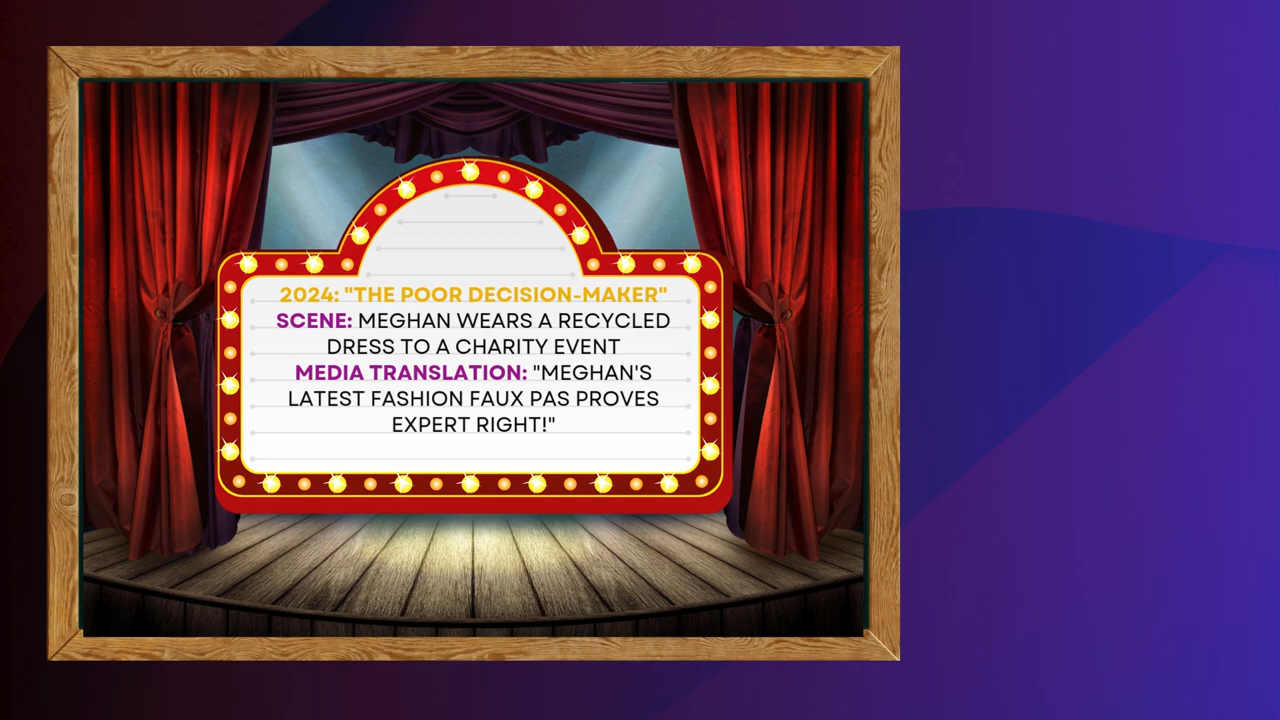 2024: "THE POOR DECISION-MAKER"
SCENE: MEGHAN WEARS A RECYCLED
DRESS TO A CHARITY EVENT
MEDIA TRANSLATION: "MEGHAN'S
LATEST FASHION FAUX PAS PROVES
EXPERT RIGHT!"